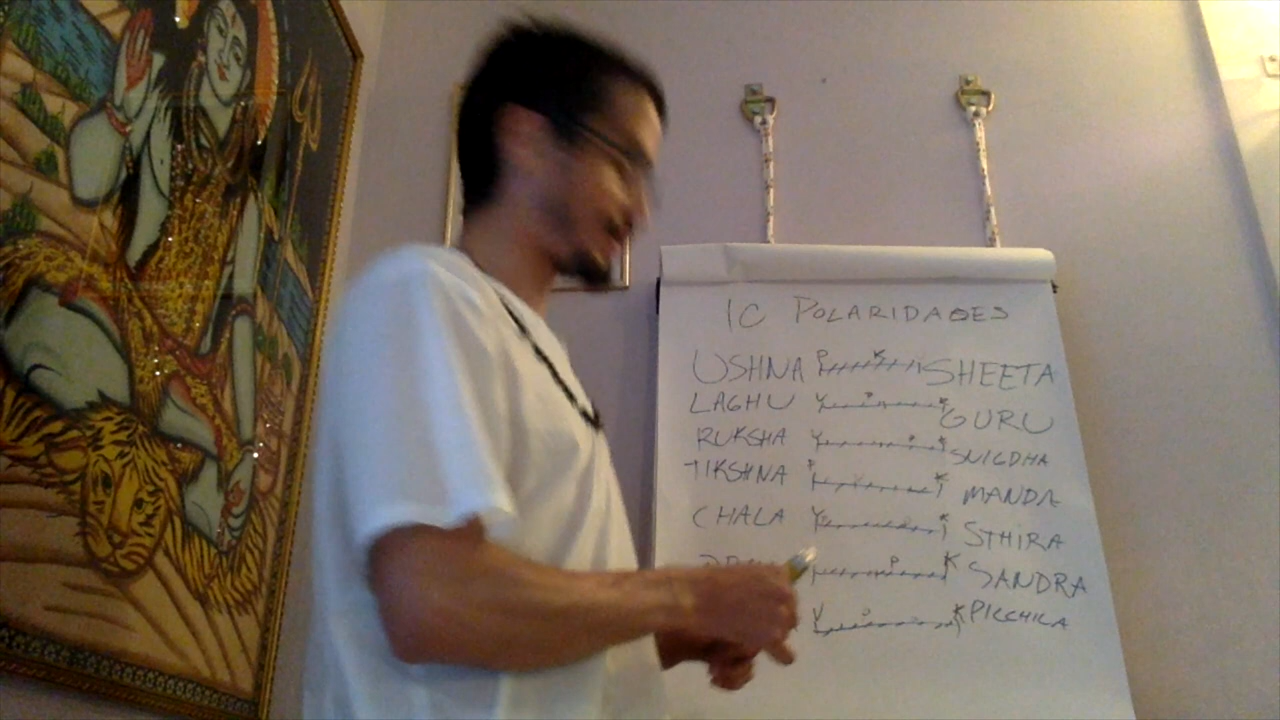 10 POLARIDADES
USHNA P K SHEETA
LAGHU V P K GURU
RUKSHA V P K SNIGDHA
TIKSHNA P V K MANDA
CHALA V P K STHIRA
P K SANDRA
V P K PICCHILA